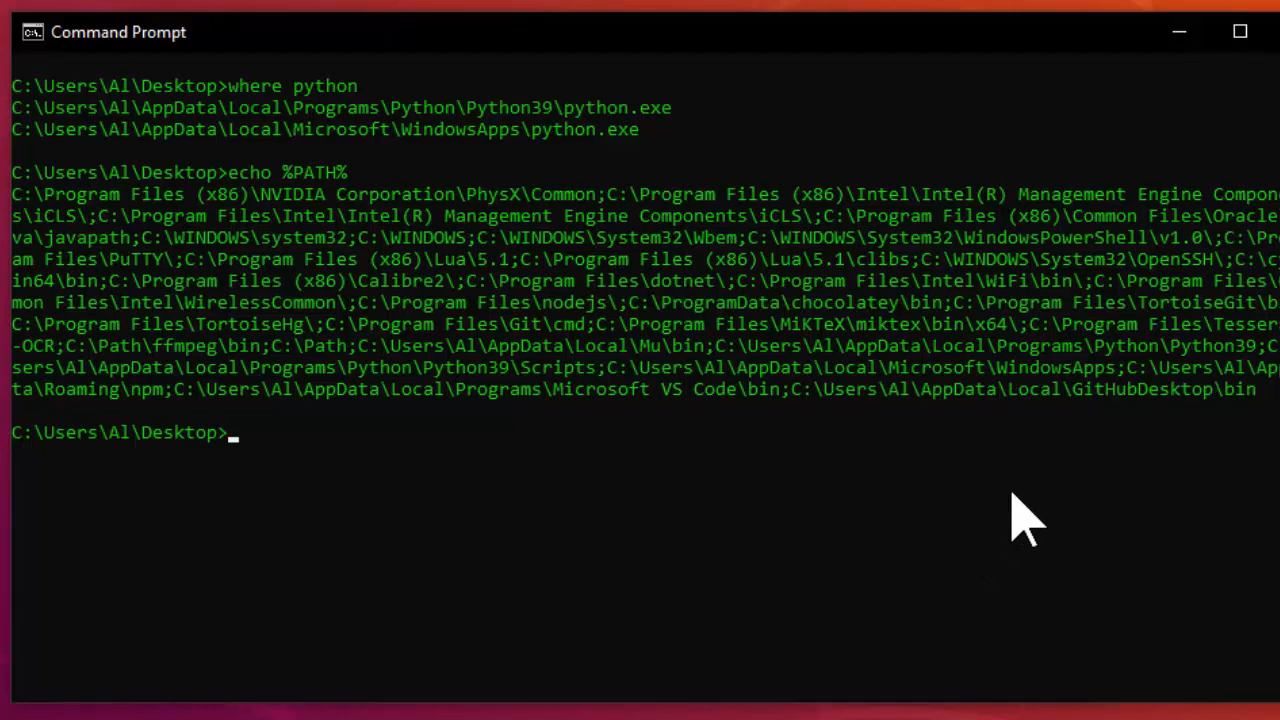 Command Prompt
C:\Users\Al\Desktop>where python
C:\Users\Al\AppData\Local\Programs\Python\Python39\python.exe
C:\Users\Al\AppData\Local\Microsoft\WindowsApps\python.exe
C:\Users\Al\Desktop>echo %PATH%
C:\Program Files (x86)\NVIDIA Corporation\PhysX\Common;C:\Program Files (x86)\Intel\Intel(R) Management Engine Compon
s\iCLS\;C:\Program Files\Intel\Intel(R) Management Engine Components\iCLS\;C:\Program Files (x86)\Common Files\Oracle
va\javapath;C:\WINDOWS\system32;C:\WINDOWS;C:\WINDOWS\System32\Wbem;C:\WINDOWS\System32\WindowsPowerShell\v1.0\;C:\Pr
am Files\PuTTY\;C:\Program Files (x86)\Lua\5.1;C:\Program Files (x86)\Lua\5.1\clibs;C:\WINDOWS\System32\OpenSSH\;C:\c
in64\bin;C:\Program Files (x86)\Calibre2\;C:\Program Files\dotnet\;C:\Program Files\Intel\WiFi\bin\;C:\Program Files\
mon Files\Intel\WirelessCommon\;C:\Program Files\nodejs\;C:\ProgramData\chocolatey\bin;C:\Program Files\TortoiseGit\b
C:\Program Files\TortoiseHg\;C:\Program Files\Git\cmd;C:\Program Files\MiKTeX\miktex\bin\x64\;C:\Program Files\Tesser
-OCR;C:\Path\ffmpeg\bin;C:\Path;C:\Users\Al\AppData\Local\Mu\bin;C:\Users\Al\AppData\Local\Programs\Python\Python39;C
sers\Al\AppData\Local\Programs\Python\Python39\Scripts;C:\Users\Al\AppData\Local\Microsoft\WindowsApps;C:\Users\Al\Ap
ta\Roaming\npm;C:\Users\Al\AppData\Local\Programs\Microsoft VS Code\bin;C:\Users\Al\AppData\Local\GitHubDesktop\bin
C:\Users\Al\Desktop>